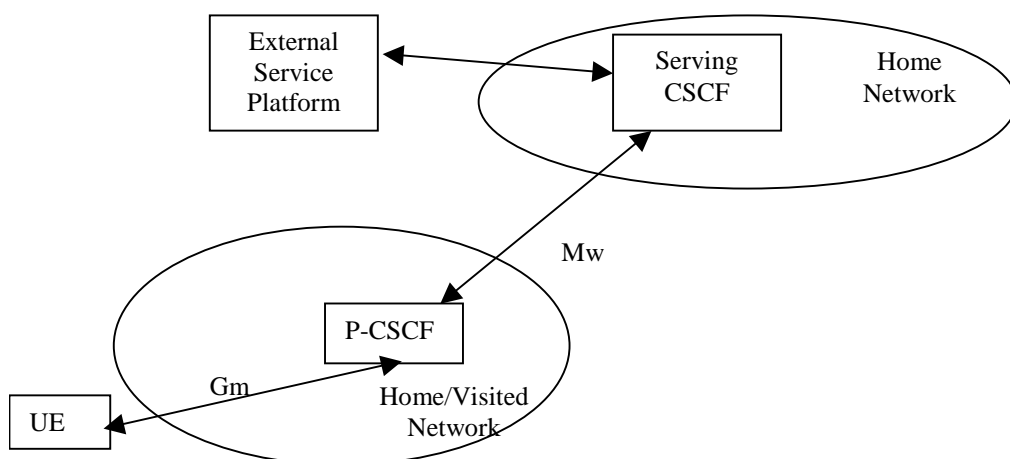 External
Service
Platform
Serving
CSCF
Home
Network
Mw
P-CSCF
Gm
Home/Visited
Network
UE